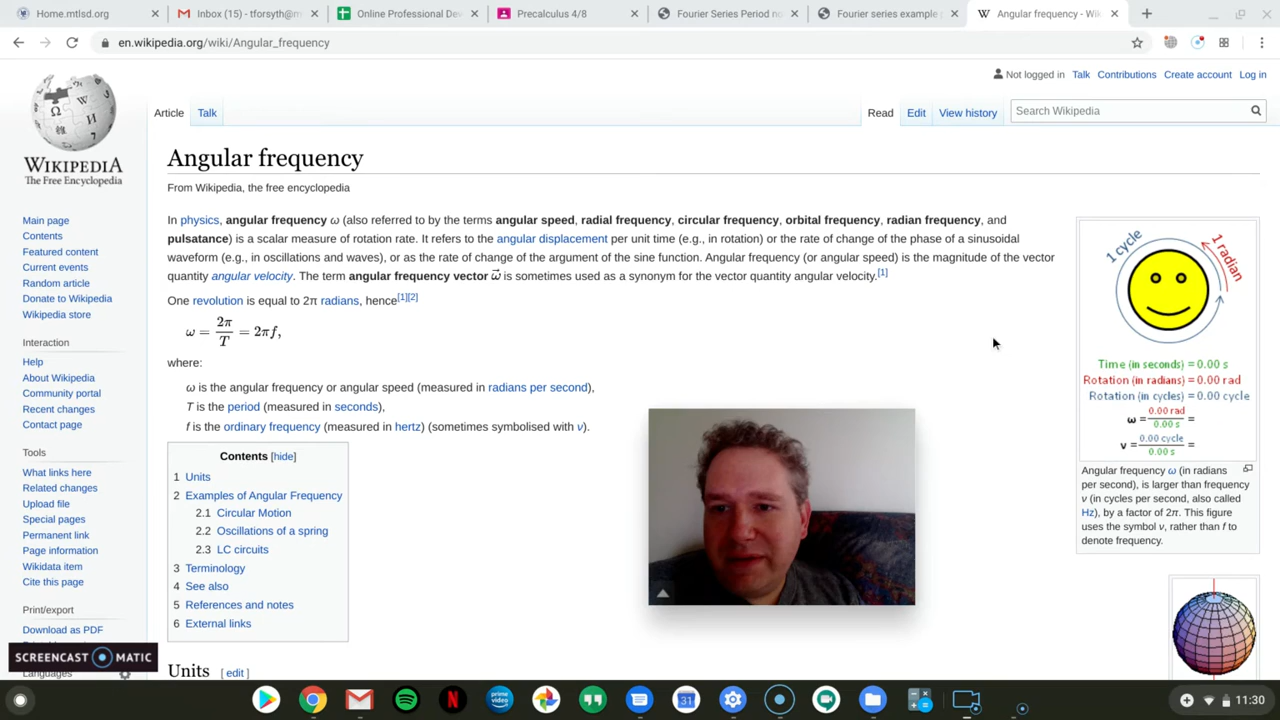 Home.mtlsd.org
Inbox (15) - tforsyth@m
Online Professional De
Precalculus 4/8
Fourier Series Period no
Fourier series example p
Angular frequency - Wik
en.wikipedia.org/wiki/Angular_frequency
Not logged in Talk Contributions Create account Log in
Article Talk
Read Edit View history
Search Wikipedia
WIKIPEDIA
The Free Encyclopedia
Main page
Contents
Featured content
Current events
Random article
Donate to Wikipedia
Wikipedia store
Interaction
Help
About Wikipedia
Community portal
Recent changes
Contact page
Tools
What links here
Related changes
Upload file
Special pages
Permanent link
Page information
Wikidata item
Cite this page
Print/export
Download as PDF
Languages
SCREENCAST MATIC
Angular frequency
From Wikipedia, the free encyclopedia
In physics, angular frequency ω (also referred to by the terms angular speed, radial frequency, circular frequency, orbital frequency, radian frequency, and
pulsatance) is a scalar measure of rotation rate. It refers to the angular displacement per unit time (e.g., in rotation) or the rate of change of the phase of a sinusoidal
waveform (e.g., in oscillations and waves), or as the rate of change of the argument of the sine function. Angular frequency (or angular speed) is the magnitude of the vector
quantity angular velocity. The term angular frequency vector ω⃗ is sometimes used as a synonym for the vector quantity angular velocity.[1]
One revolution is equal to 2π radians, hence[1][2]
ω = 2π/T = 2πf,
where:
ω is the angular frequency or angular speed (measured in radians per second),
T is the period (measured in seconds),
f is the ordinary frequency (measured in hertz) (sometimes symbolised with ν).
Contents [hide]
1 Units
2 Examples of Angular Frequency
2.1 Circular Motion
2.2 Oscillations of a spring
2.3 LC circuits
3 Terminology
4 See also
5 References and notes
6 External links
Units [ edit ]
1 cycle
1 radian
Time (in seconds) = 0.00 s
Rotation (in radians) = 0.00 rad
Rotation (in cycles) = 0.00 cycle
ω = 0.00 rad/0.00 s =
ν = 0.00 cycle/0.00 s =
Angular frequency ω (in radians
per second), is larger than frequency
ν (in cycles per second, also called
Hz), by a factor of 2π. This figure
uses the symbol ν, rather than f to
denote frequency.
prime video
31
11:30